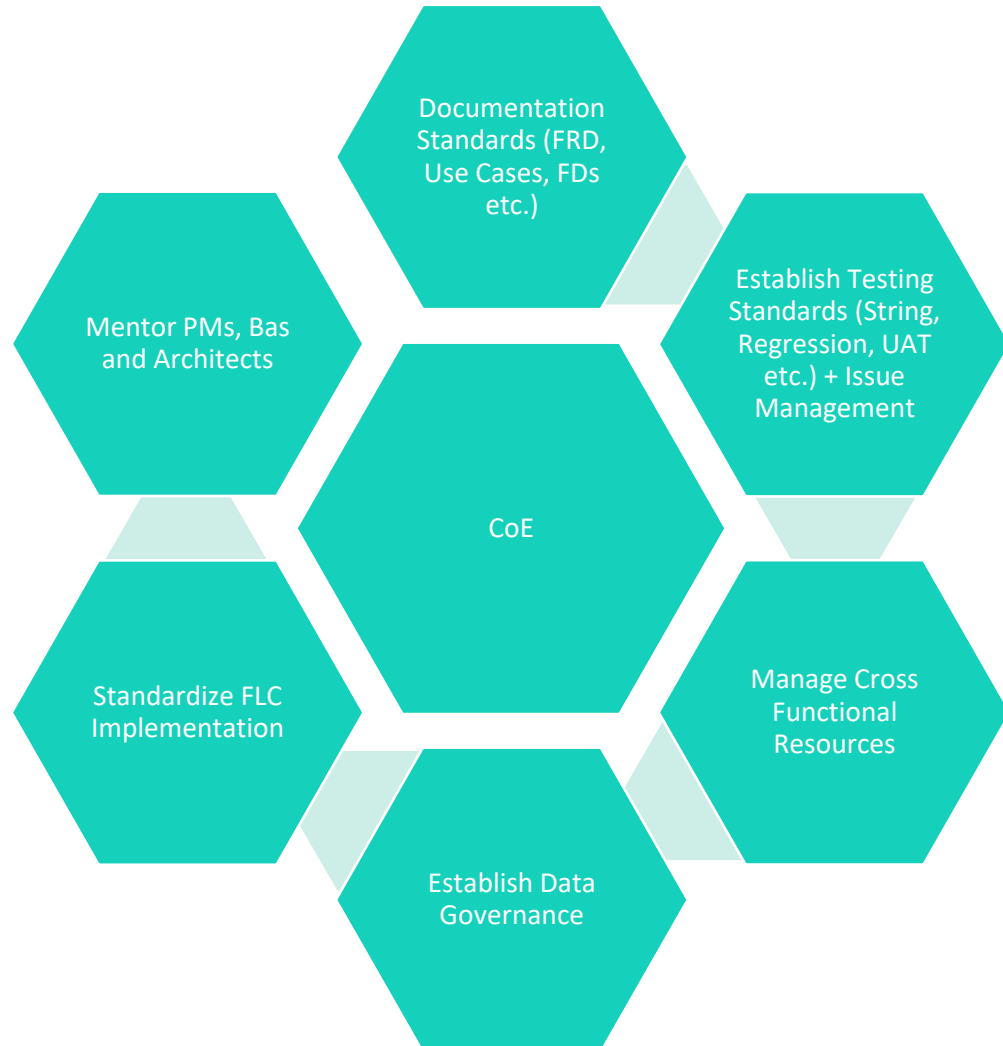 Documentation
Standards (FRD,
Use Cases, FDs
etc.)
Establish Testing
Standards (String,
Regression, UAT
etc.) + Issue
Management
Mentor PMs, Bas
and Architects
CoE
Manage Cross
Functional
Resources
Standardize FLC
Implementation
Establish Data
Governance